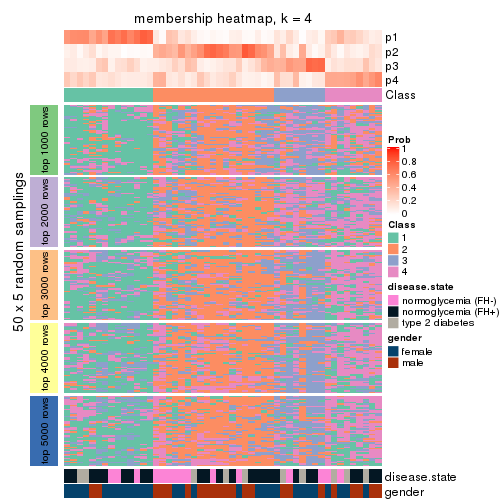 membership heatmap, k = 4
p1
p2
p3
p4
Class
50 x 5 random samplings
top 1000 rows
top 2000 rows
top 3000 rows
top 4000 rows
top 5000 rows
disease.state
gender
Prob
1
0.8
0.6
0.4
0.2
0
Class
1
2
3
4
disease.state
normoglycemia (FH-)
normoglycemia (FH+)
type 2 diabetes
gender
female
male